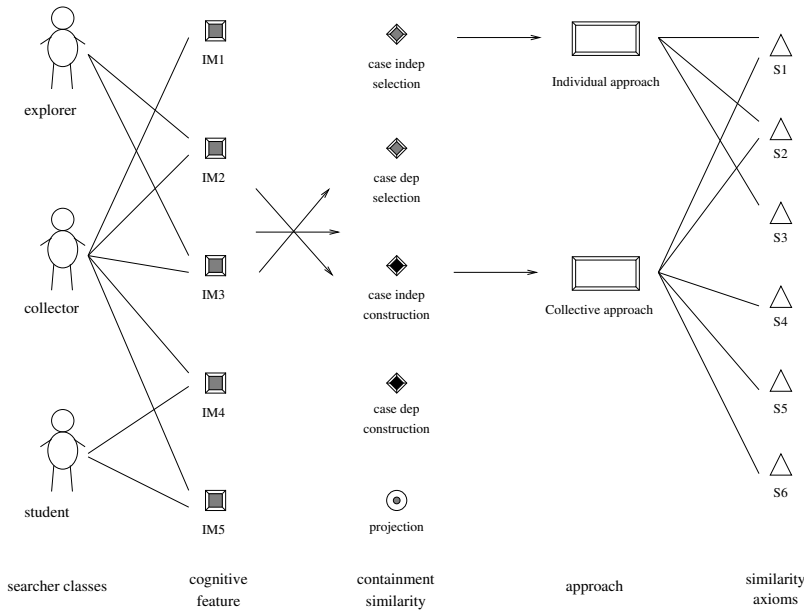 explorer
collector
student
searcher classes
IM1
IM2
IM3
IM4
IM5
cognitive
feature
case indep
selection
case dep
selection
case indep
construction
case dep
construction
projection
containment
similarity
Individual approach
Collective approach
approach
S1
S2
S3
S4
S5
S6
similarity
axioms